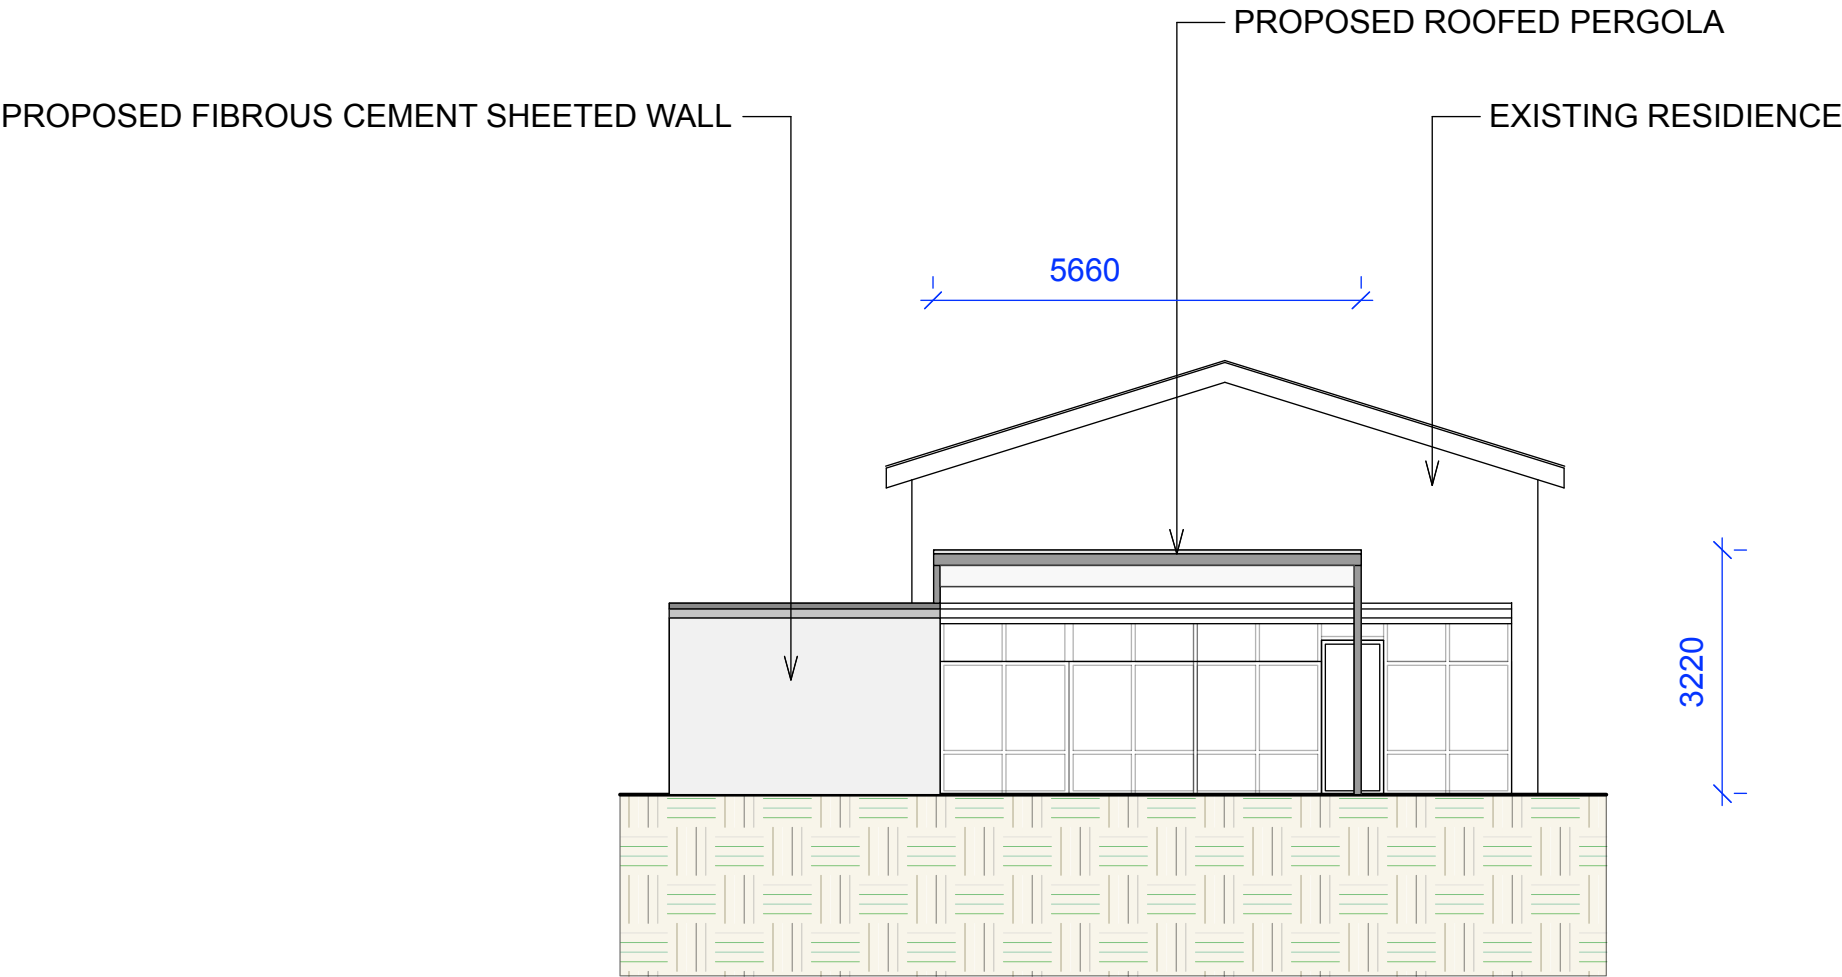 PROPOSED ROOFED PERGOLA
PROPOSED FIBROUS CEMENT SHEETED WALL
EXISTING RESIDIENCE
5660
3220